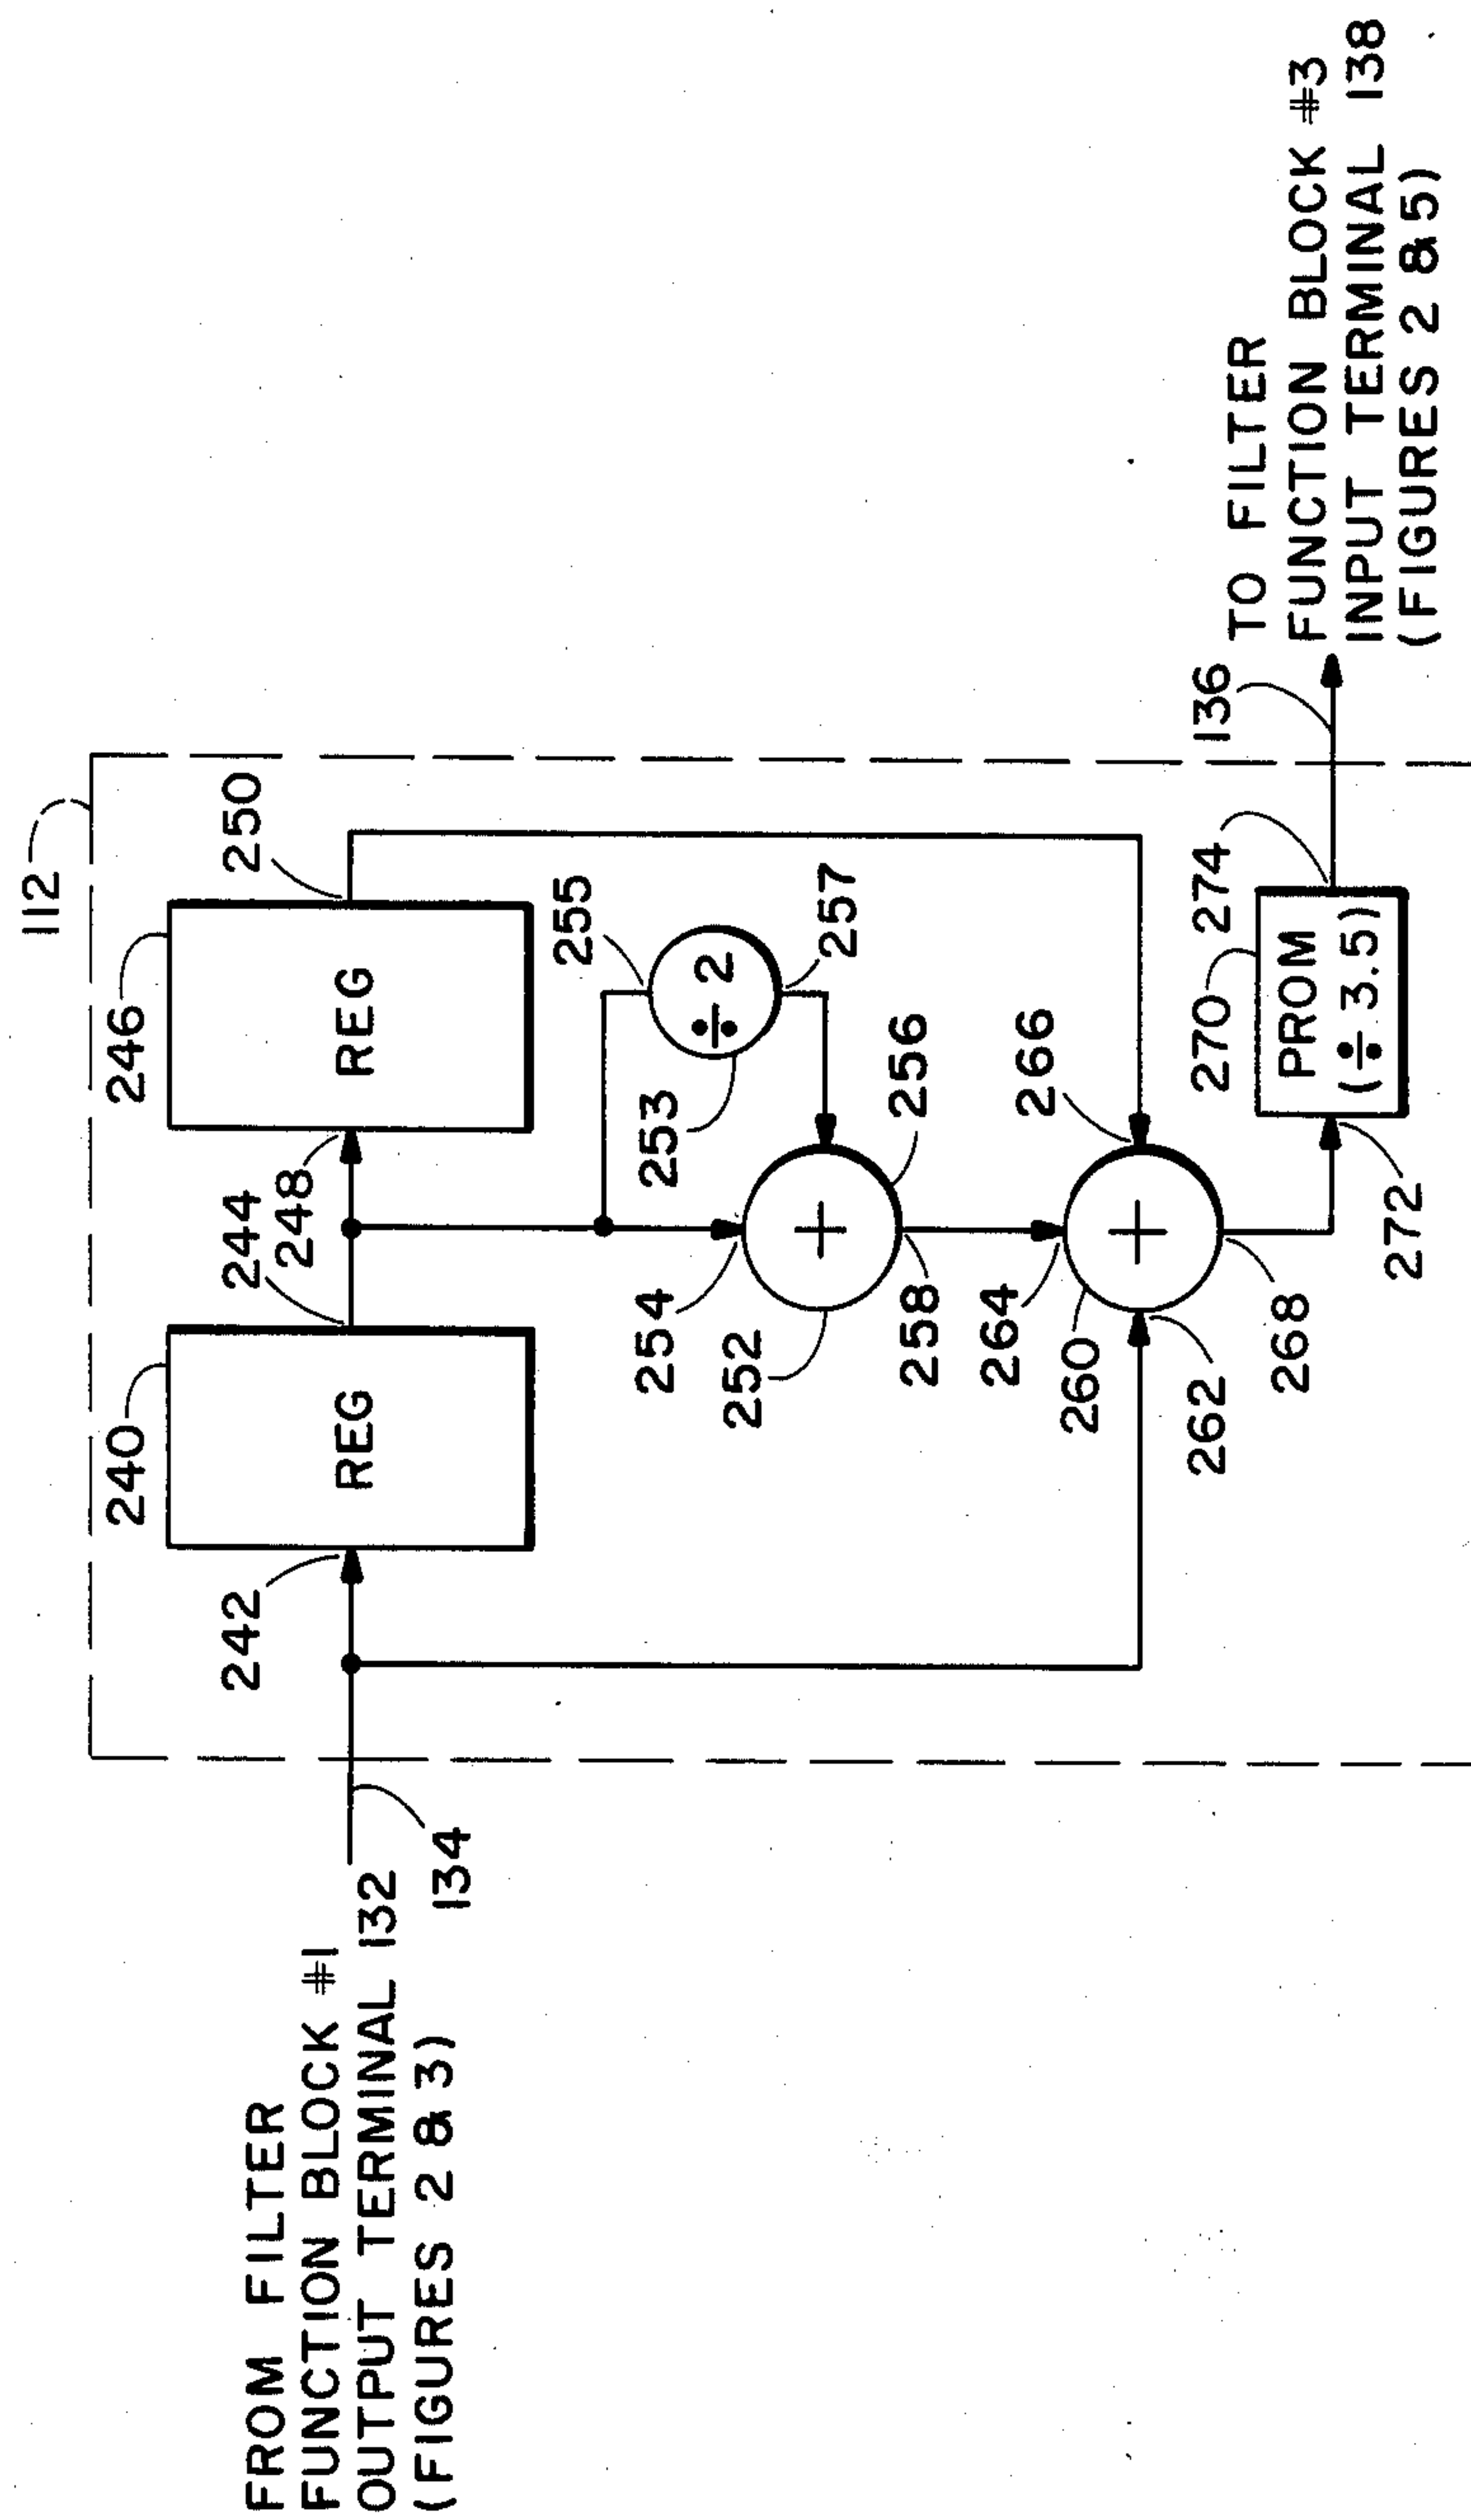 112
246
250
240
REG
REG
244
248
242
255
÷ 2
253
257
254
252
+
256
258
264
266
260
+
262
268
270
274
PROM
(÷ 3.5)
272
136
134
FROM FILTER
FUNCTION BLOCK #1
OUTPUT TERMINAL 132
(FIGURES 2 & 3)
TO FILTER
FUNCTION BLOCK #3
INPUT TERMINAL 138
(FIGURES 2 & 5)